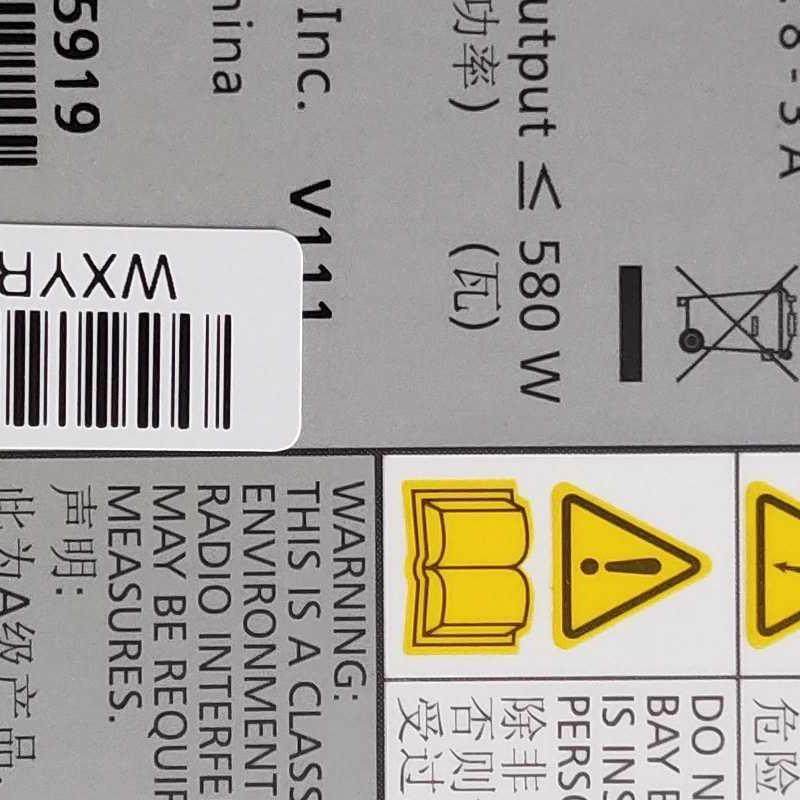 8 - 3 A
utput ≤ 580 W
功率) (瓦)
Inc. V111
hina
5919
WXYR
危险
DO N
BAY
IS INS
PERS
除非
否则
受过
WARNING:
THIS IS A CLASS
ENVIRONMENT
RADIO INTERFE
MAY BE REQUIR
MEASURES.
声明:
此为A级产品,